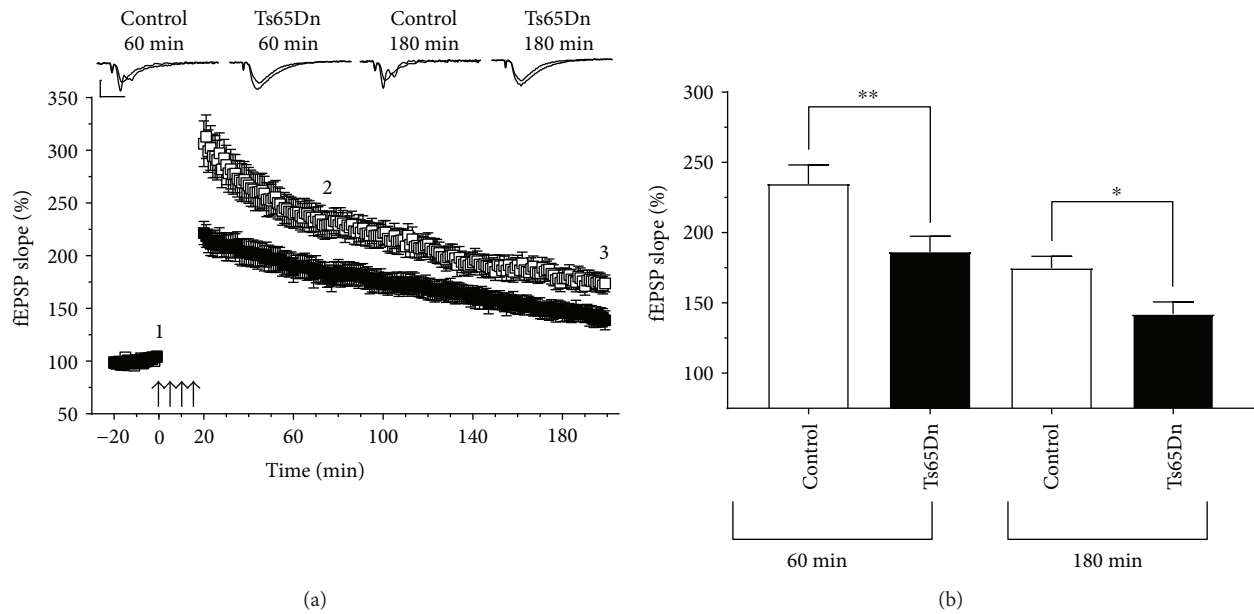 Control Ts65Dn Control Ts65Dn
60 min 60 min 180 min 180 min
350
300
250
200
150
100
50
fEPSP slope (%)
1
2
3
−20 0 20 60 100 140 180
Time (min)
(a)
300
250
200
150
100
fEPSP slope (%)
**
*
Control
Ts65Dn
Control
Ts65Dn
60 min 180 min
(b)